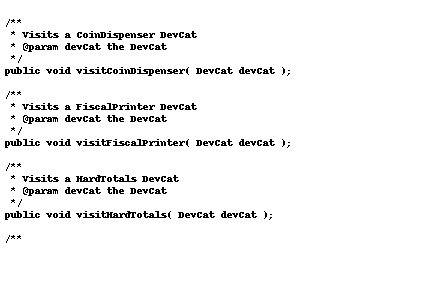 /**
 * Visits a CoinDispenser DevCat
 * @param devCat the DevCat
 */
public void visitCoinDispenser( DevCat devCat );

/**
 * Visits a FiscalPrinter DevCat
 * @param devCat the DevCat
 */
public void visitFiscalPrinter( DevCat devCat );

/**
 * Visits a HardTotals DevCat
 * @param devCat the DevCat
 */
public void visitHardTotals( DevCat devCat );

/**